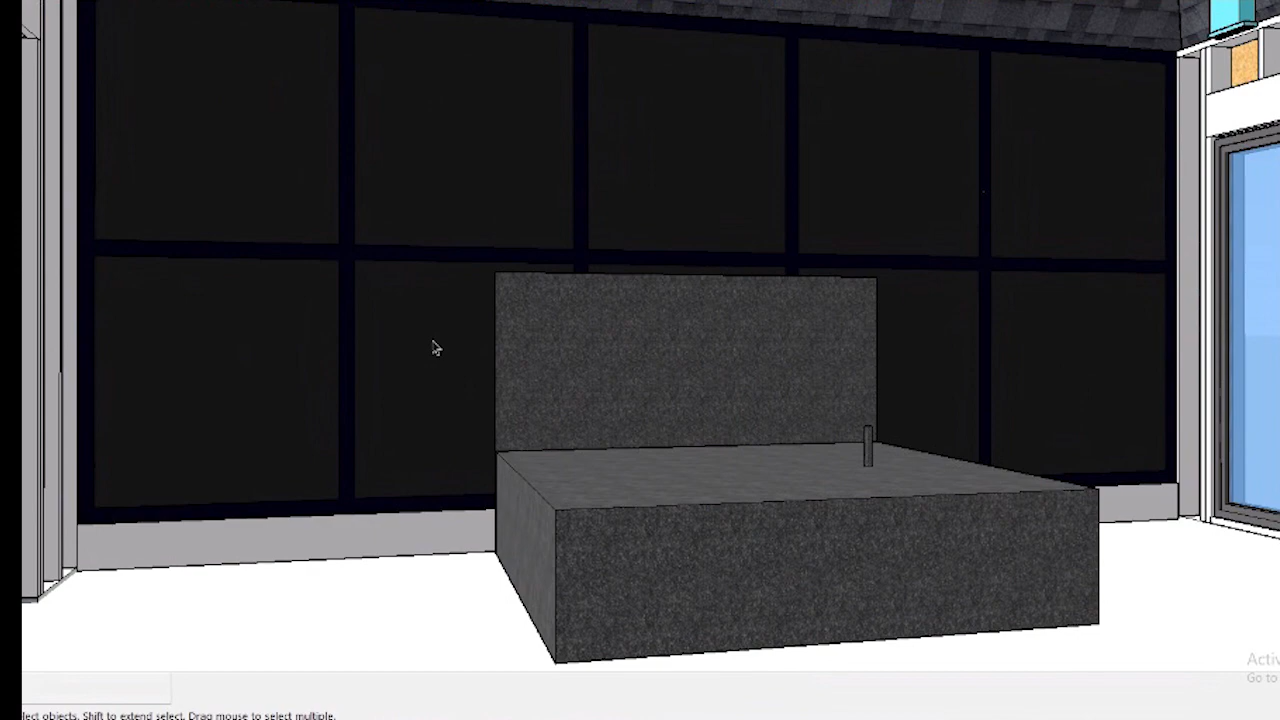 Activ
Go to
lect objects. Shift to extend select. Drag mouse to select multiple.